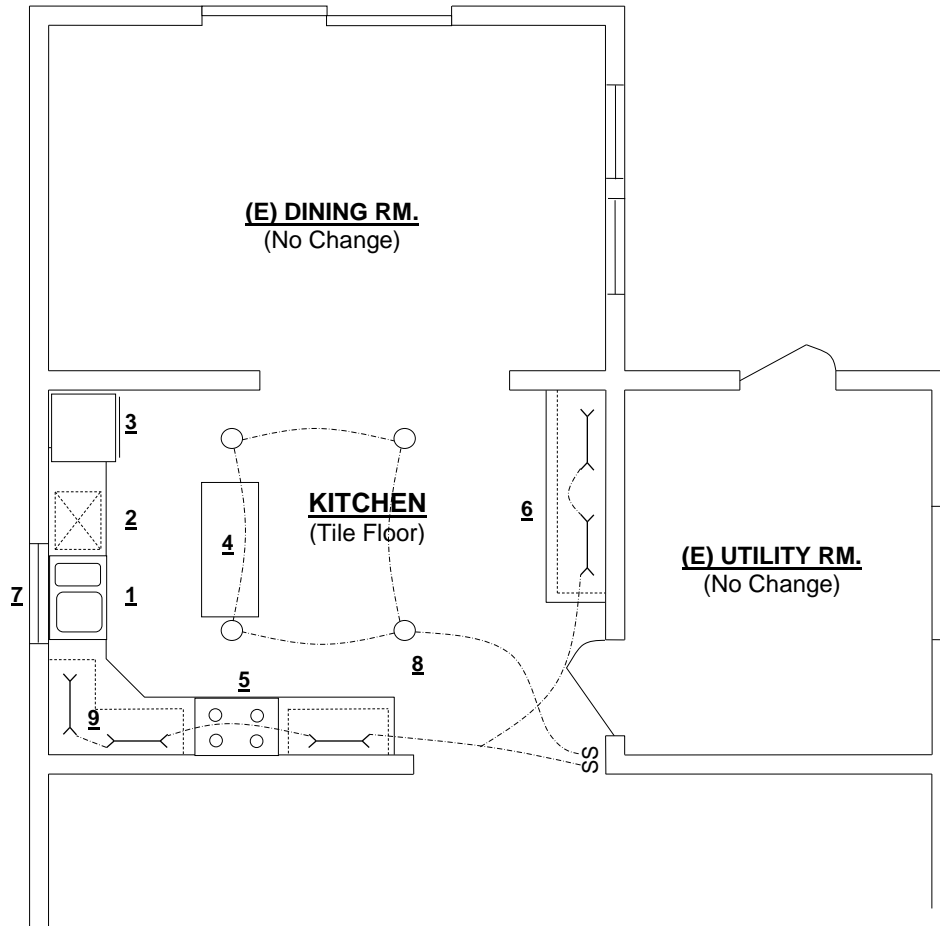 (E) DINING RM.
(No Change)
3
KITCHEN
(Tile Floor)
2
6
4
(E) UTILITY RM.
(No Change)
7
1
8
5
9
S
S